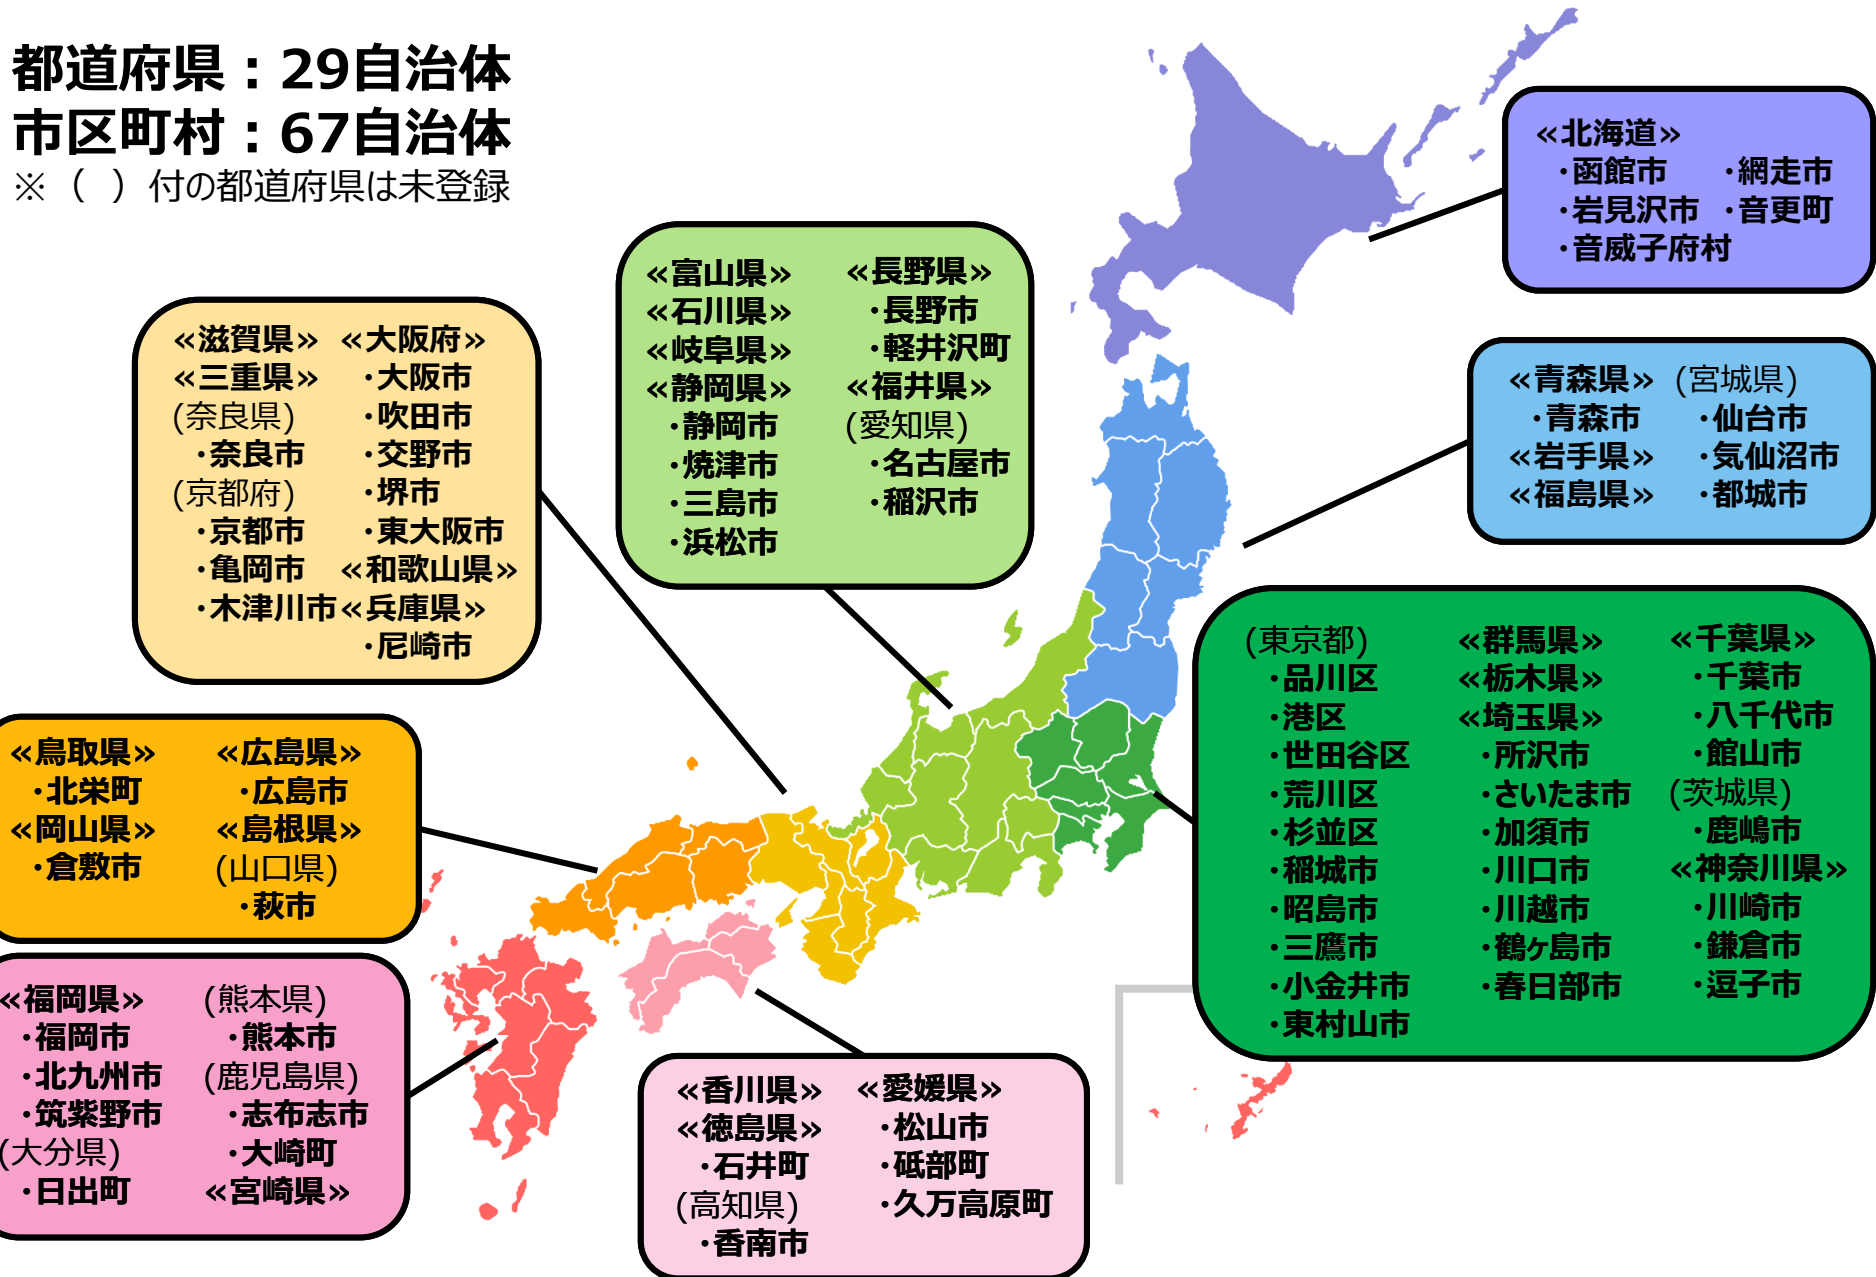 都道府県：29自治体
市区町村：67自治体
※（ ）付の都道府県は未登録
≪北海道≫
・函館市 ・網走市
・岩見沢市 ・音更町
・音威子府村
≪青森県≫ (宮城県)
・青森市 ・仙台市
≪岩手県≫ ・気仙沼市
≪福島県≫ ・都城市
≪富山県≫ ≪長野県≫
≪石川県≫ ・長野市
≪岐阜県≫ ・軽井沢町
≪静岡県≫ ≪福井県≫
・静岡市 (愛知県)
・焼津市 ・名古屋市
・三島市 ・稲沢市
・浜松市
≪滋賀県≫ ≪大阪府≫
≪三重県≫ ・大阪市
(奈良県) ・吹田市
・奈良市 ・交野市
(京都府) ・堺市
・京都市 ・東大阪市
・亀岡市 ≪和歌山県≫
・木津川市 ≪兵庫県≫
・尼崎市
(東京都) ≪群馬県≫ ≪千葉県≫
・品川区 ≪栃木県≫ ・千葉市
・港区 ≪埼玉県≫ ・八千代市
・世田谷区 ・所沢市 ・館山市
・荒川区 ・さいたま市 (茨城県)
・杉並区 ・加須市 ・鹿嶋市
・稲城市 ・川口市 ≪神奈川県≫
・昭島市 ・川越市 ・川崎市
・三鷹市 ・鶴ヶ島市 ・鎌倉市
・小金井市 ・春日部市 ・逗子市
・東村山市
≪鳥取県≫ ≪広島県≫
・北栄町 ・広島市
≪岡山県≫ ≪島根県≫
・倉敷市 (山口県)
・萩市
≪福岡県≫ (熊本県)
・福岡市 ・熊本市
・北九州市 (鹿児島県)
・筑紫野市 ・志布志市
(大分県) ・大崎町
・日出町 ≪宮崎県≫
≪香川県≫ ≪愛媛県≫
≪徳島県≫ ・松山市
・石井町 ・砥部町
(高知県) ・久万高原町
・香南市